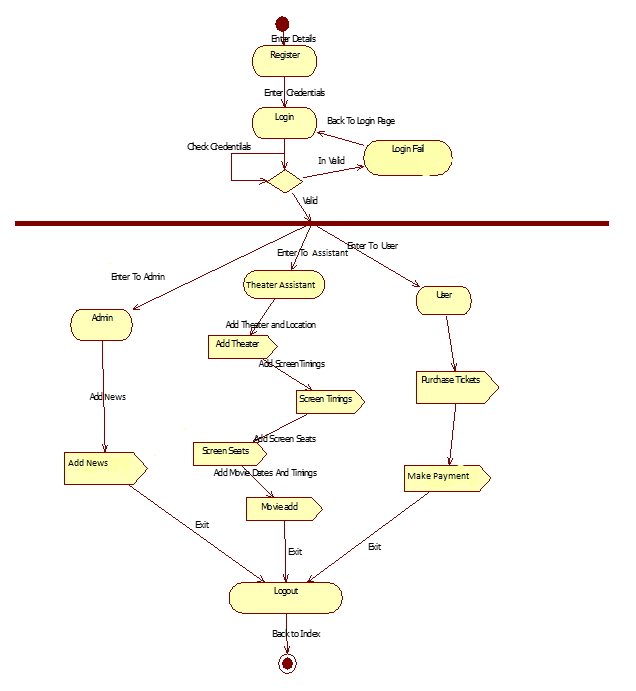 Enter Details
Register
Enter Credentials
Login
Back To Login Page
Check Credentilals
Login Fail
In Valid
Valid
Enter To User
Enter To Assistant
Enter To Admin
Theater Assistant
User
Admin
Add Theater and Location
Add Theater
Add Screen Timings
Purchase Tickets
Add News
Screen Timings
Add Screen Seats
Screen Seats
Add News
Add Movie Dates And Timings
Make Payment
Movie add
Exit
Exit
Exit
Logout
Back to Index